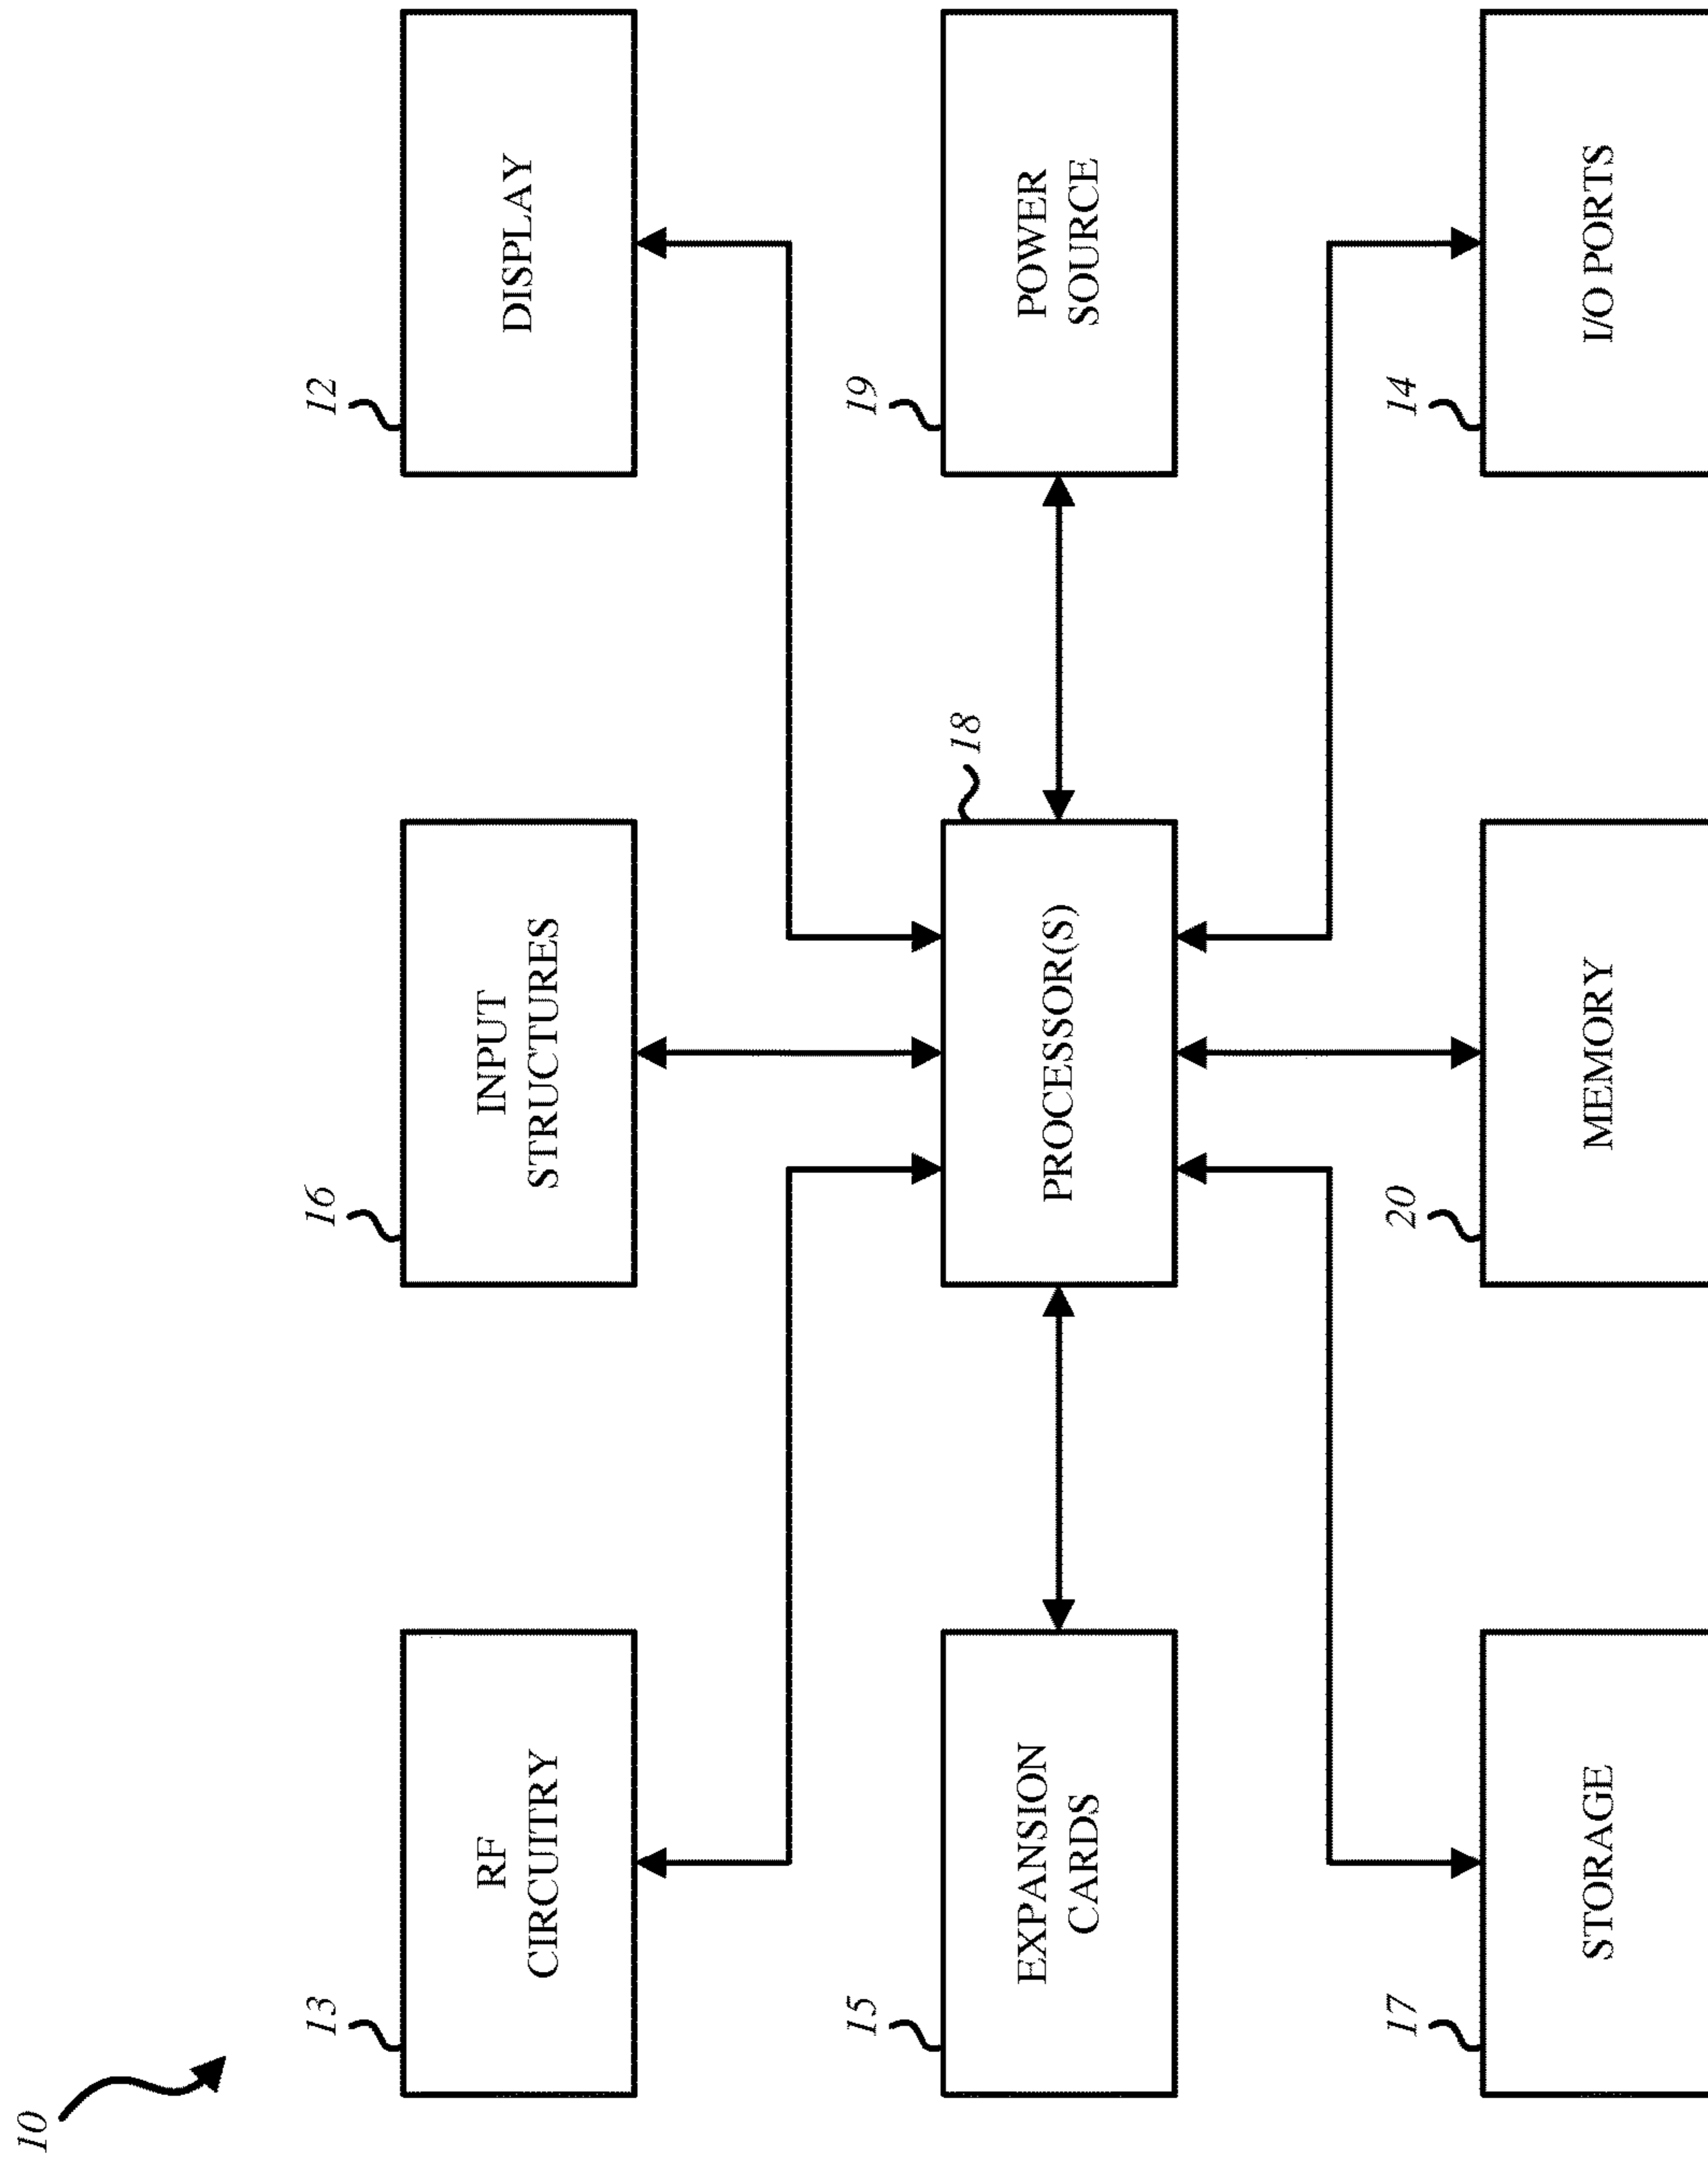 10
13
RF
CIRCUITRY
16
INPUT
STRUCTURES
12
DISPLAY
15
EXPANSION
CARDS
18
PROCESSOR(S)
19
POWER
SOURCE
17
STORAGE
20
MEMORY
14
I/O PORTS